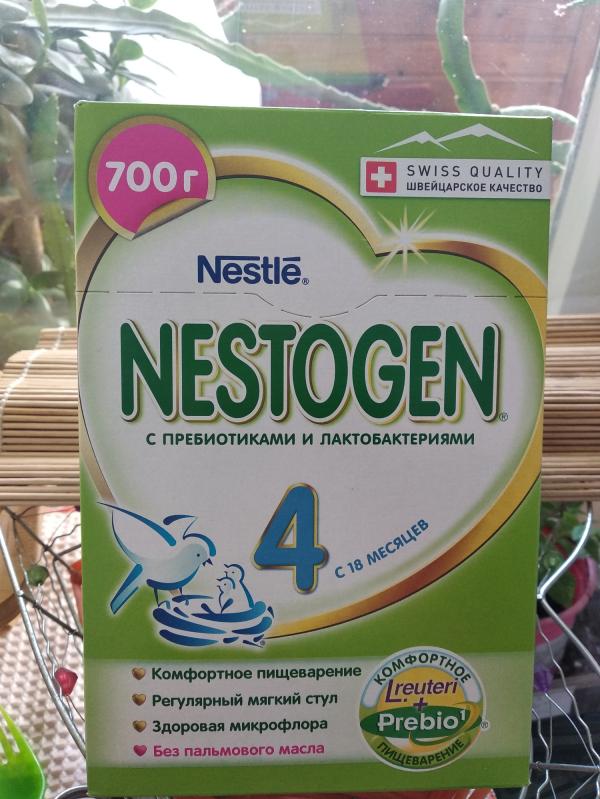 700г
SWISS QUALITY
ШВЕЙЦАРСКОЕ КАЧЕСТВО
Nestlé®
NESTOGEN®
С ПРЕБИОТИКАМИ И ЛАКТОБАКТЕРИЯМИ
4
С 18 МЕСЯЦЕВ
Комфортное пищеварение
Регулярный мягкий стул
Здоровая микрофлора
Без пальмового масла
КОМФОРТНОЕ
L.reuteri
+
Prebio¹®
ПИЩЕВАРЕНИЕ